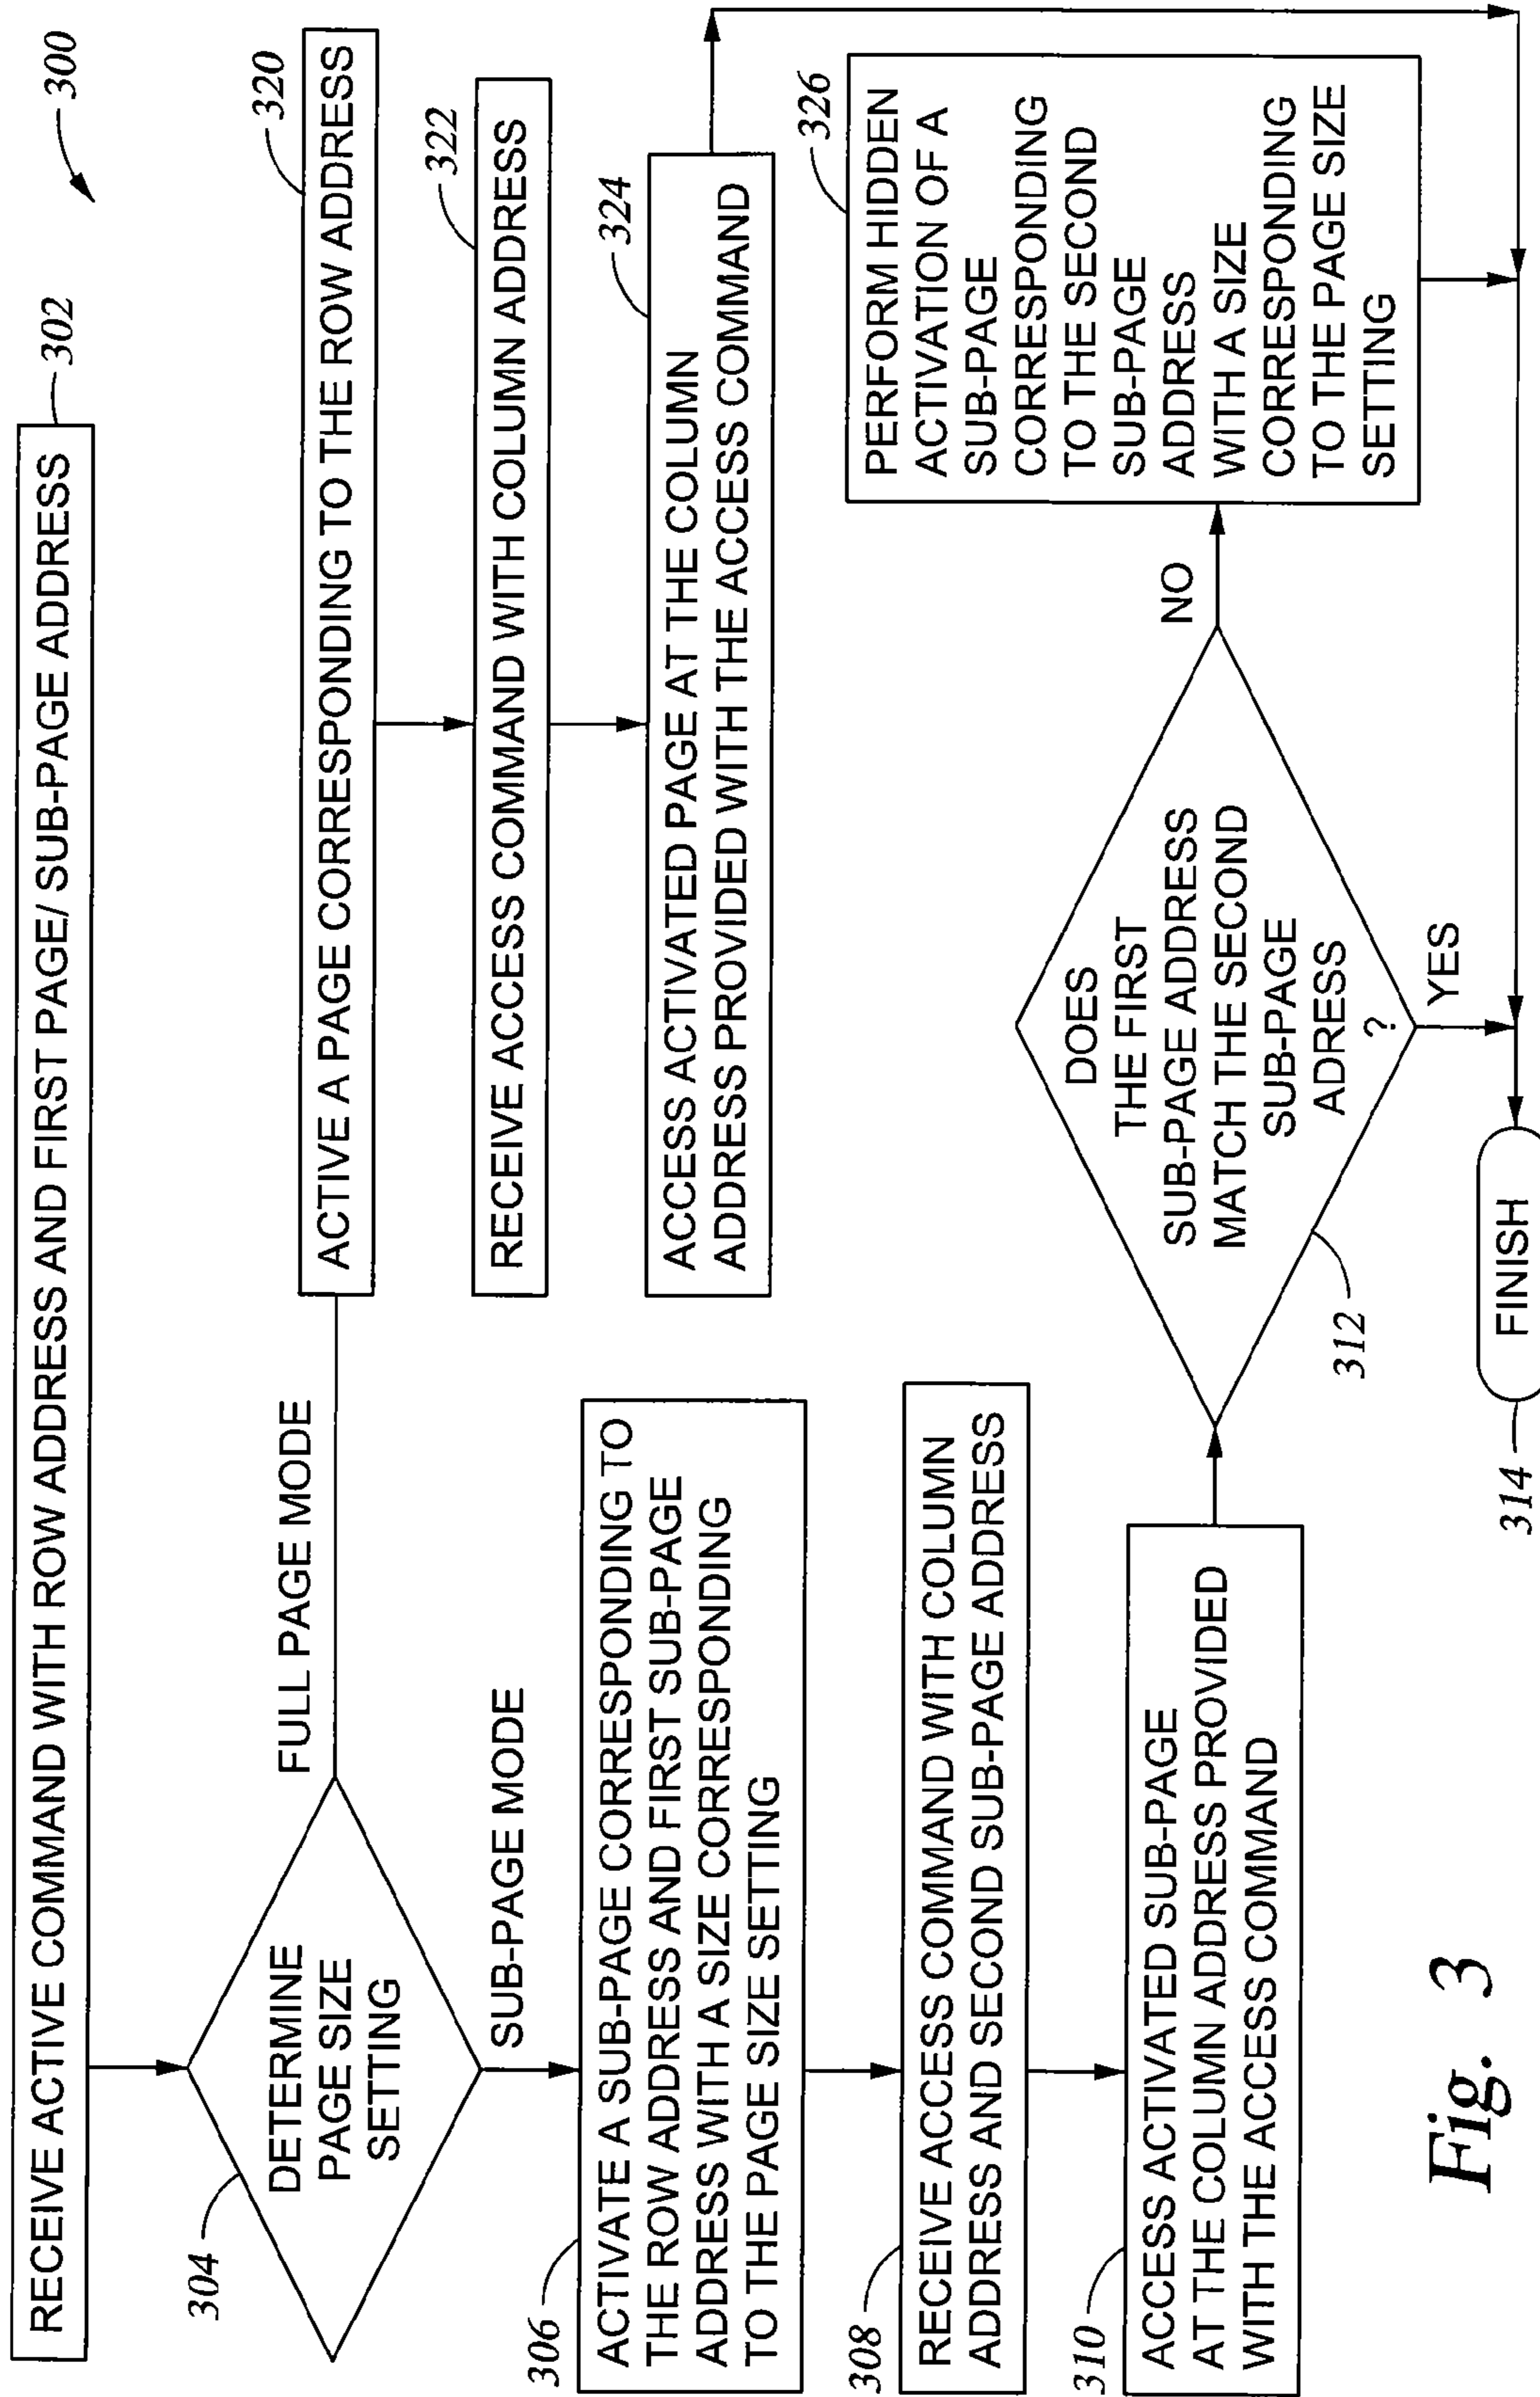 300
302
RECEIVE ACTIVE COMMAND WITH ROW ADDRESS AND FIRST PAGE/ SUB-PAGE ADDRESS
304
DETERMINE
PAGE SIZE
SETTING
FULL PAGE MODE
SUB-PAGE MODE
320
ACTIVE A PAGE CORRESPONDING TO THE ROW ADDRESS
322
RECEIVE ACCESS COMMAND WITH COLUMN ADDRESS
324
ACCESS ACTIVATED PAGE AT THE COLUMN
ADDRESS PROVIDED WITH THE ACCESS COMMAND
306
ACTIVATE A SUB-PAGE CORRESPONDING TO
THE ROW ADDRESS AND FIRST SUB-PAGE
ADDRESS WITH A SIZE CORRESPONDING
TO THE PAGE SIZE SETTING
308
RECEIVE ACCESS COMMAND WITH COLUMN
ADDRESS AND SECOND SUB-PAGE ADDRESS
310
ACCESS ACTIVATED SUB-PAGE
AT THE COLUMN ADDRESS PROVIDED
WITH THE ACCESS COMMAND
312
DOES
THE FIRST
SUB-PAGE ADDRESS
MATCH THE SECOND
SUB-PAGE
ADRESS
?
NO
YES
326
PERFORM HIDDEN
ACTIVATION OF A
SUB-PAGE
CORRESPONDING
TO THE SECOND
SUB-PAGE
ADDRESS
WITH A SIZE
CORRESPONDING
TO THE PAGE SIZE
SETTING
314
FINISH
Fig. 3